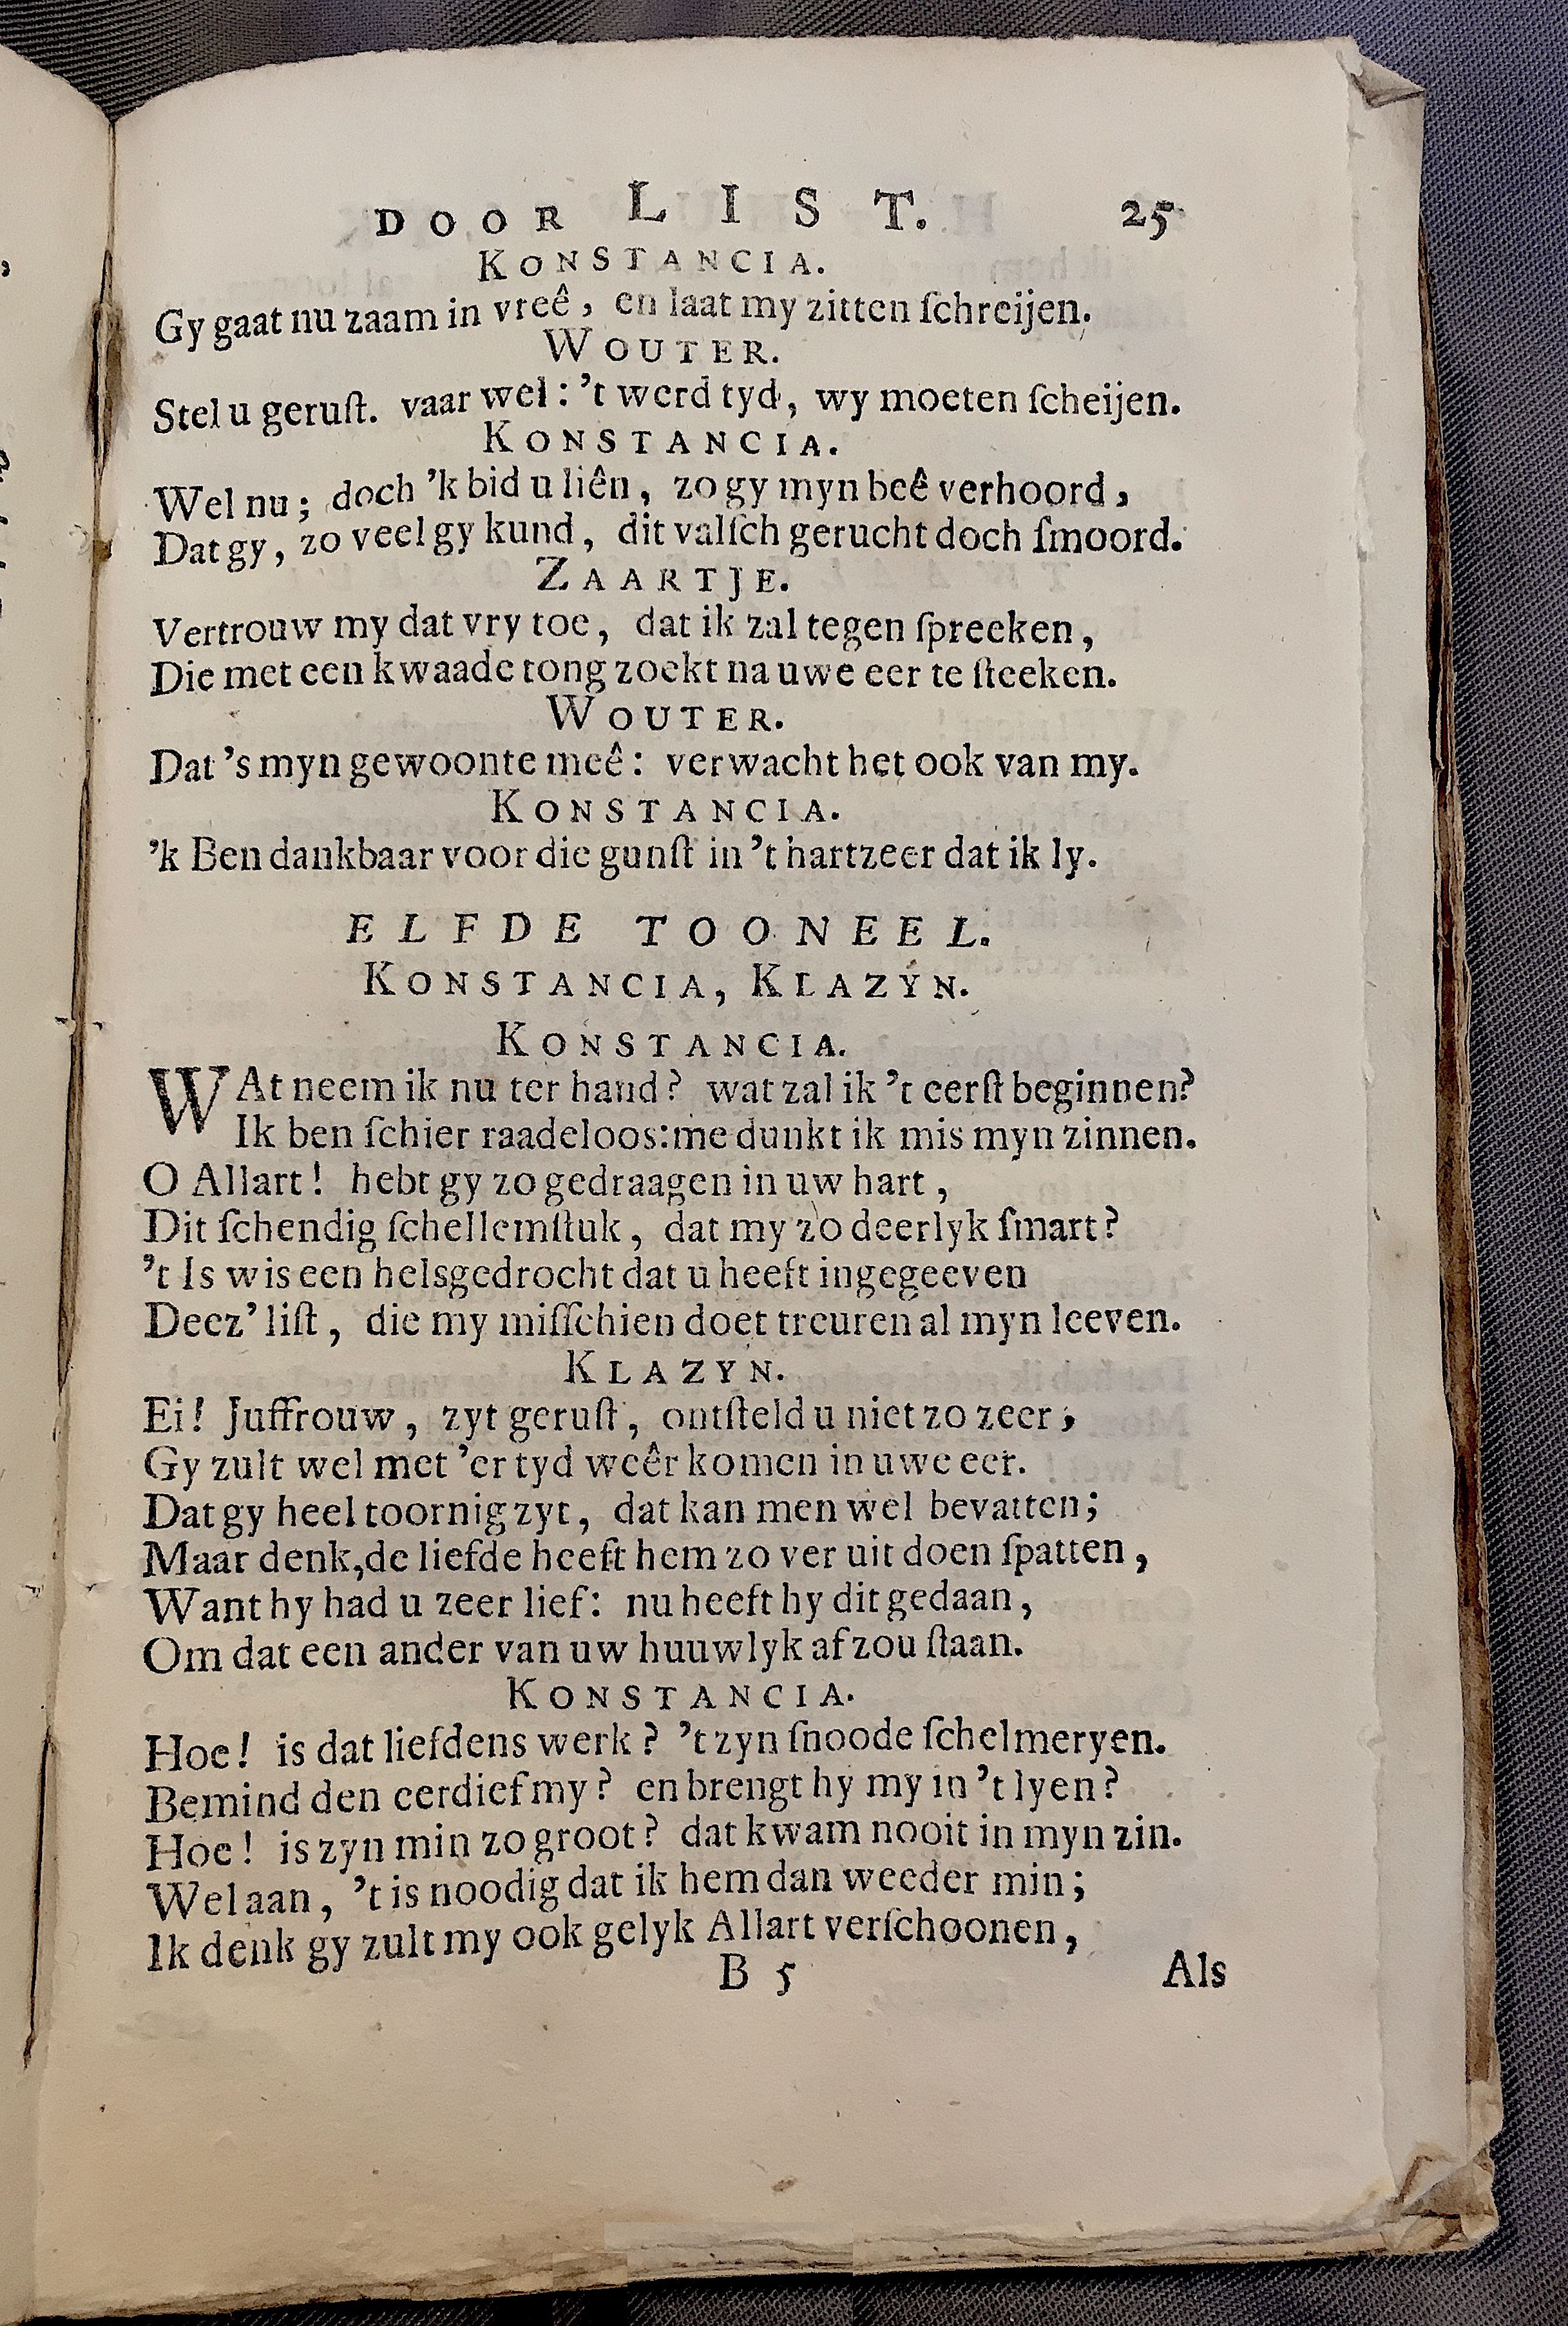 DOOR LIST. 25
KONSTANCIA.
Gy gaat nu zaam in vreê, en laat my zitten ſchreijen.
WOUTER.
Stel u geruſt. vaar wel: 't werd tyd, wy moeten ſcheijen.
KONSTANCIA.
Wel nu; doch 'k bid u liên, zo gy myn beê verhoord,
Dat gy, zo veel gy kund, dit valſch gerucht doch ſmoord.
ZAARTJE.
Vertrouw my dat vry toe, dat ik zal tegen ſpreeken,
Die met een kwaade tong zoekt na uwe eer te ſteeken.
WOUTER.
Dat 's myn gewoonte meê: verwacht het ook van my.
KONSTANCIA.
'k Ben dankbaar voor die gunſt in 't hartzeer dat ik ly.
ELFDE TOONEEL.
KONSTANCIA, KLAZYN.
KONSTANCIA.
WAt neem ik nu ter hand? wat zal ik 't eerſt beginnen?
Ik ben ſchier raadeloos: me dunkt ik mis myn zinnen.
O Allart! hebt gy zo gedraagen in uw hart,
Dit ſchendig ſchellemſtuk, dat my zo deerlyk ſmart?
't Is wis een helsgedrocht dat u heeft ingegeeven
Deez' liſt, die my miſſchien doet treuren al myn leeven.
KLAZYN.
Ei! Juffrouw, zyt geruſt, ontſteld u niet zo zeer,
Gy zult wel met 'er tyd weêr komen in uwe eer.
Dat gy heel toornig zyt, dat kan men wel bevatten;
Maar denk, de liefde heeft hem zo ver uit doen ſpatten,
Want hy had u zeer lief: nu heeft hy dit gedaan,
Om dat een ander van uw huuwlyk af zou ſtaan.
KONSTANCIA.
Hoe! is dat liefdens werk? 't zyn ſnoode ſchelmeryen.
Bemind den eerdief my? en brengt hy my in 't lyen?
Hoe! is zyn min zo groot? dat kwam nooit in myn zin.
Wel aan, 't is noodig dat ik hem dan weeder min;
Ik denk gy zult my ook gelyk Allart verſchoonen,
B 5 Als